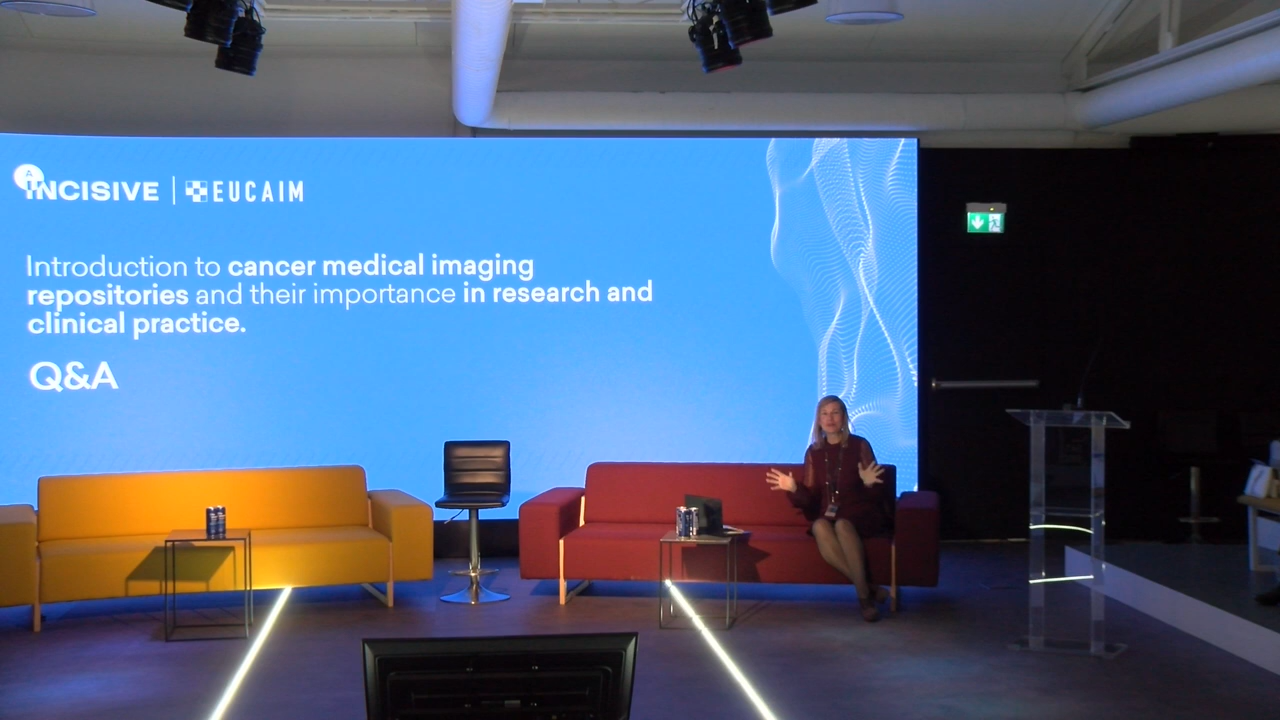 INCISIVE | EUCAIM
Introduction to cancer medical imaging
repositories and their importance in research and
clinical practice.
Q&A